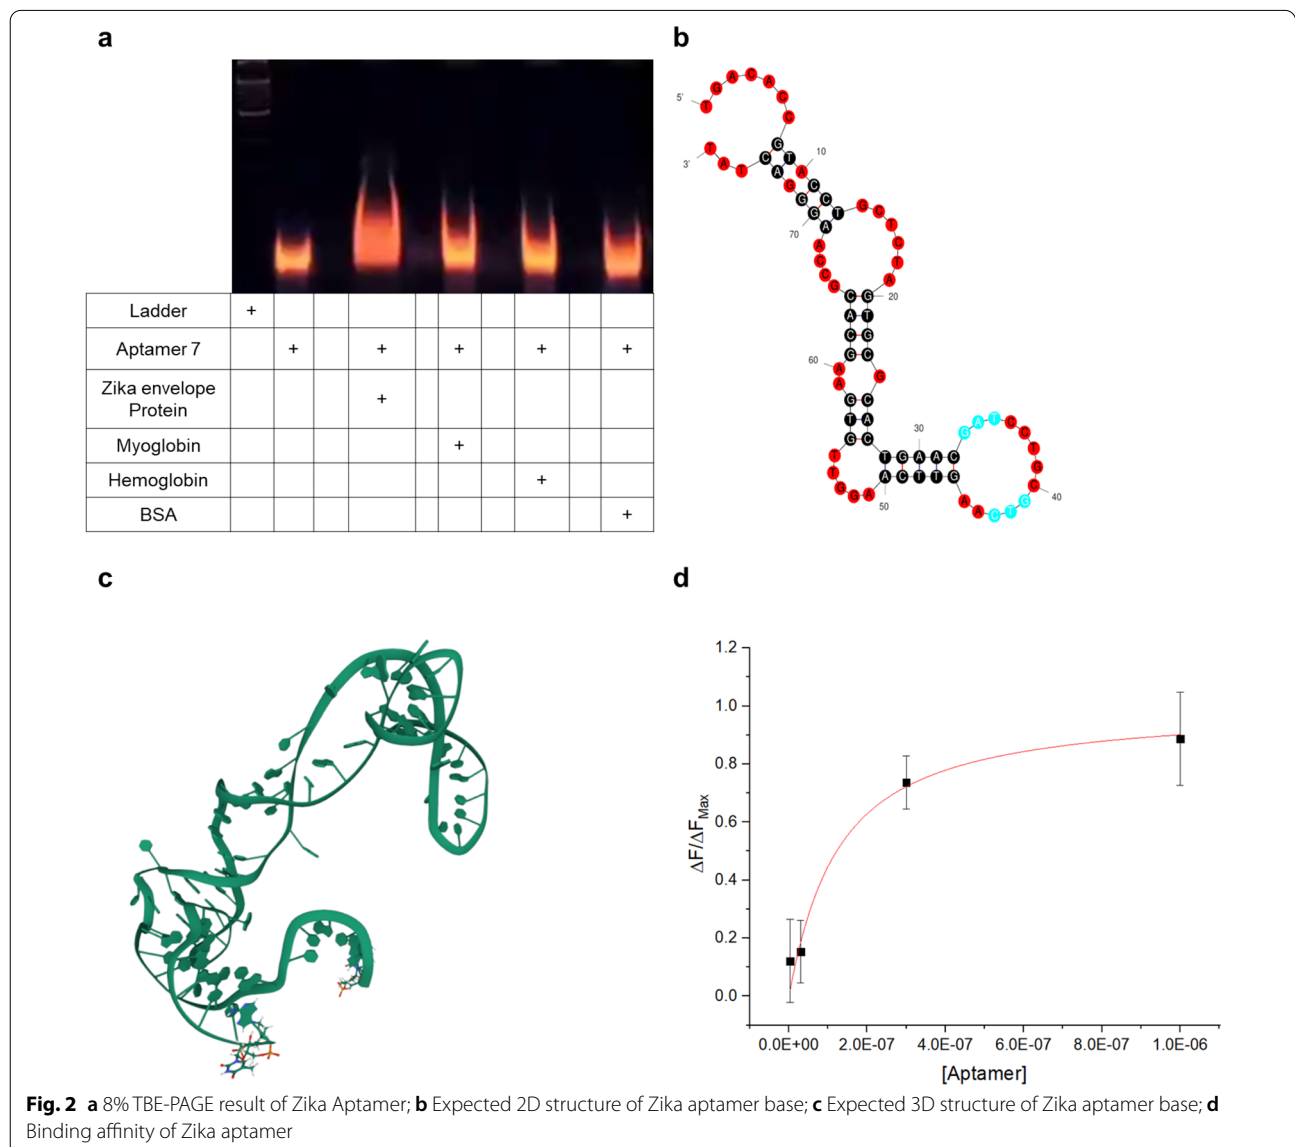 a
Ladder +
Aptamer 7 + + + + +
Zika envelope
Protein +
Myoglobin +
Hemoglobin +
BSA +
b
5'
T G A C A C C
G T A C C T
10
G C T C T A
G T G C
20
G
C A C
T G A A C
30
G A T C C T G C
40
G T C A A
G T T C A
50
A G G T T
G T G
A A
60
G C A C
G C C A
A G G G A C
70
T A T
3'
c
d
ΔF/ΔF_Max
1.2
1.0
0.8
0.6
0.4
0.2
0.0
0.0E+00 2.0E-07 4.0E-07 6.0E-07 8.0E-07 1.0E-06
[Aptamer]
Fig. 2 a 8% TBE-PAGE result of Zika Aptamer; b Expected 2D structure of Zika aptamer base; c Expected 3D structure of Zika aptamer base; d
Binding affinity of Zika aptamer